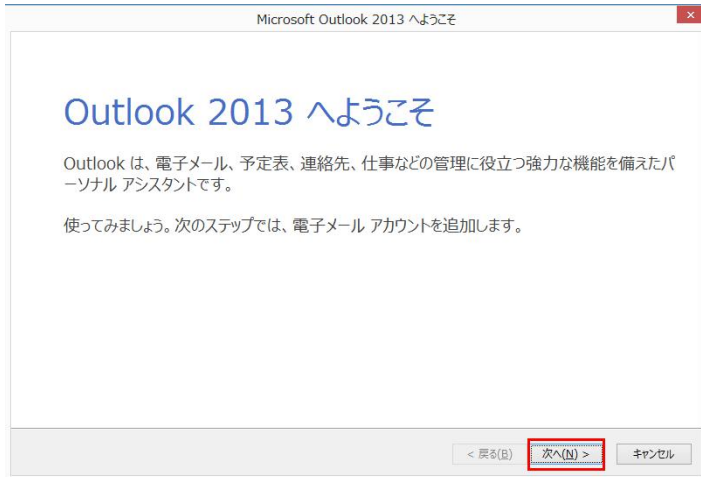 Microsoft Outlook 2013 へようこそ
Outlook 2013 へようこそ
Outlook は、電子メール、予定表、連絡先、仕事などの管理に役立つ強力な機能を備えたパ
ーソナル アシスタントです。
使ってみましょう。次のステップでは、電子メール アカウントを追加します。
< 戻る(B) 次へ(N) > キャンセル